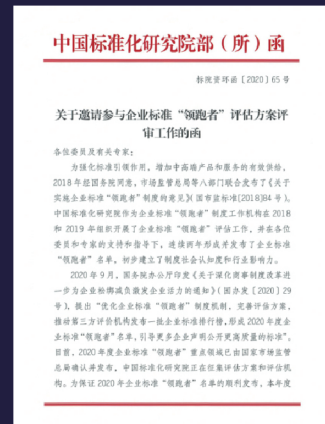 中国标准化研究院部（所）函
标院资环函［2020］65号
关于邀请参与企业标准“领跑者”评估方案评
审工作的函
各位委员及有关专家：
为强化标准引领作用，增加中高端产品和服务的有效供给，
2018年经国务院同意，市场监管总局等八部门联合发布了《关于
实施企业标准“领跑者”制度的意见》（国市监标准[2018]84号）。
中国标准化研究院作为企业标准“领跑者”制度工作机构在2018
和2019年组织开展了企业标准“领跑者”评估工作，并在各位
委员和专家的支持和指导下，连续两年形成并发布了企业标准
“领跑者”名单，初步建立了制度社会认知度和行业影响力。
2020年9月，国务院办公厅印发《关于深化商事制度改革进
一步为企业松绑减负激发企业活力的通知》（国办发〔2020〕29
号），提出“优化企业标准“领跑者”制度机制，完善评估方案，
推动第三方评价机构发布一批企业标准排行榜，形成2020年度企
业标准“领跑者”名单，引导更多企业声明公开更高质量的标准”。
目前，2020年度企业标准“领跑者”重点领域已由国家市场监管
总局确认并发布，中国标准化研究院正在征集评估方案和评估机
构。为保证2020年企业标准“领跑者”名单的顺利发布，本年度